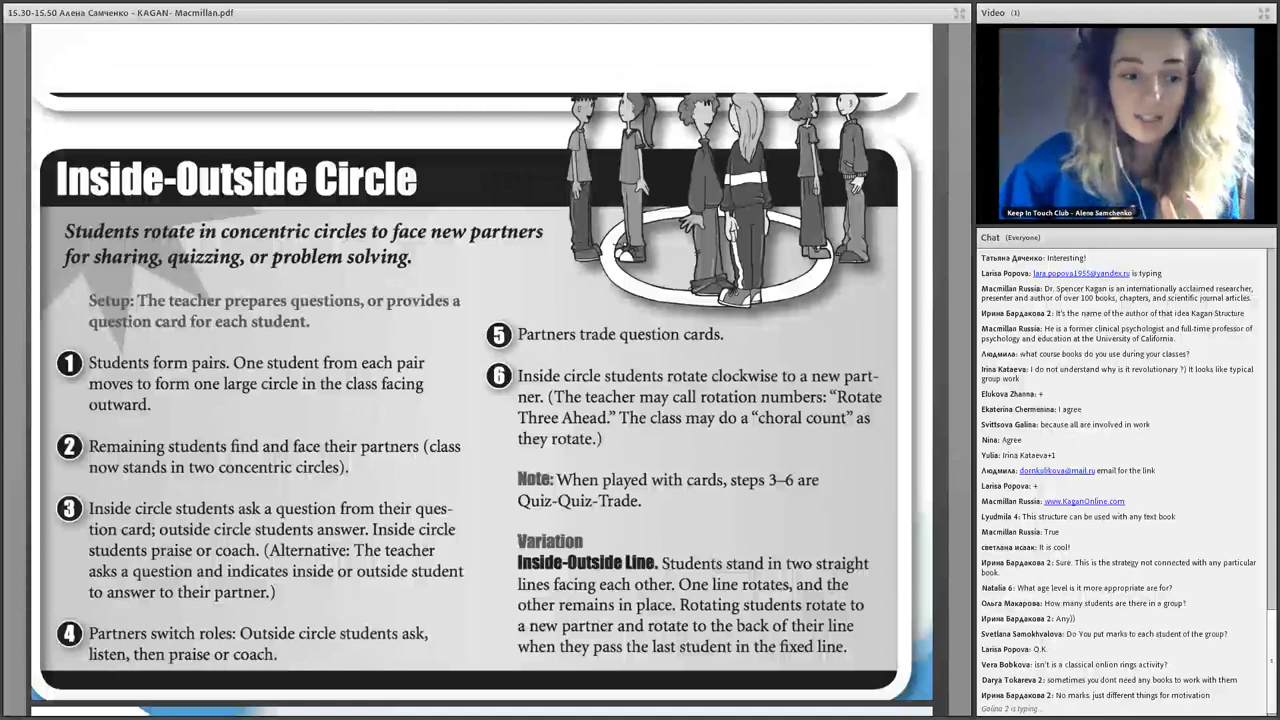 15.30-15.50 Алена Самченко - KAGAN- Macmillan.pdf
Inside-Outside Circle
Students rotate in concentric circles to face new partners
for sharing, quizzing, or problem solving.
Setup: The teacher prepares questions, or provides a
question card for each student.
1 Students form pairs. One student from each pair
moves to form one large circle in the class facing
outward.
2 Remaining students find and face their partners (class
now stands in two concentric circles).
3 Inside circle students ask a question from their ques-
tion card; outside circle students answer. Inside circle
students praise or coach. (Alternative: The teacher
asks a question and indicates inside or outside student
to answer to their partner.)
4 Partners switch roles: Outside circle students ask,
listen, then praise or coach.
5 Partners trade question cards.
6 Inside circle students rotate clockwise to a new part-
ner. (The teacher may call rotation numbers: “Rotate
Three Ahead.” The class may do a “choral count” as
they rotate.)
Note: When played with cards, steps 3–6 are
Quiz-Quiz-Trade.
Variation
Inside-Outside Line. Students stand in two straight
lines facing each other. One line rotates, and the
other remains in place. Rotating students rotate to
a new partner and rotate to the back of their line
when they pass the last student in the fixed line.
Video (1)
Keep In Touch Club - Alena Samchenko
Chat (Everyone)
Татьяна Дяченко: Interesting!
Larisa Popova: lara.popova1955@yandex.ru is typing
Macmillan Russia: Dr. Spencer Kagan is an internationally acclaimed researcher,
presenter and author of over 100 books, chapters, and scientific journal articles.
Ирина Бардакова 2: It's the name of the author of that idea Kagan Structure
Macmillan Russia: He is a former clinical psychologist and full-time professor of
psychology and education at the University of California.
Людмила: what course books do you use during your classes?
Irina Kataeva: I do not understand why is it revolutionary ?) It looks like typical
group work
Elukova Zhanna: +
Ekaterina Chermenina: I agree
Svittsova Galina: because all are involved in work
Nina: Agree
Yulia: Irina Kataeva+1
Людмила: dornkulikova@mail.ru email for the link
Larisa Popova: +
Macmillan Russia: www.KaganOnline.com
Lyudmila 4: This structure can be used with any text book
Macmillan Russia: True
светлана исаак: It is cool!
Ирина Бардакова 2: Sure. This is the strategy not connected with any particular
book.
Natalia 6: What age level is it more appropriate are for?
Ольга Макарова: How many students are there in a group?
Ирина Бардакова 2: Any))
Svetlana Samokhvalova: Do You put marks to each student of the group?
Larisa Popova: O.K.
Vera Bobkova: isn't is a classical onlion rings activity?
Darya Tokareva 2: sometimes you dont need any books to work with them
Ирина Бардакова 2: No marks, just different things for motivation
Galina 2 is typing...